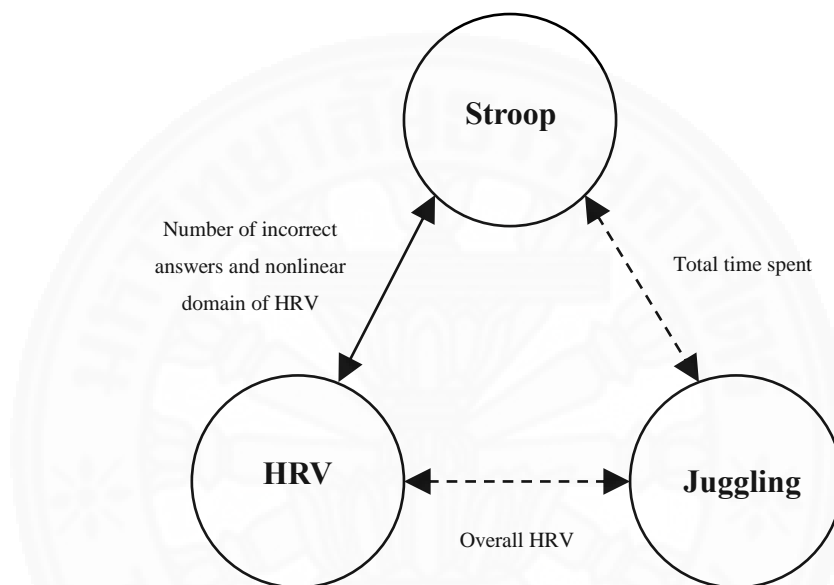 Stroop
Number of incorrect
answers and nonlinear
domain of HRV
Total time spent
HRV
Juggling
Overall HRV